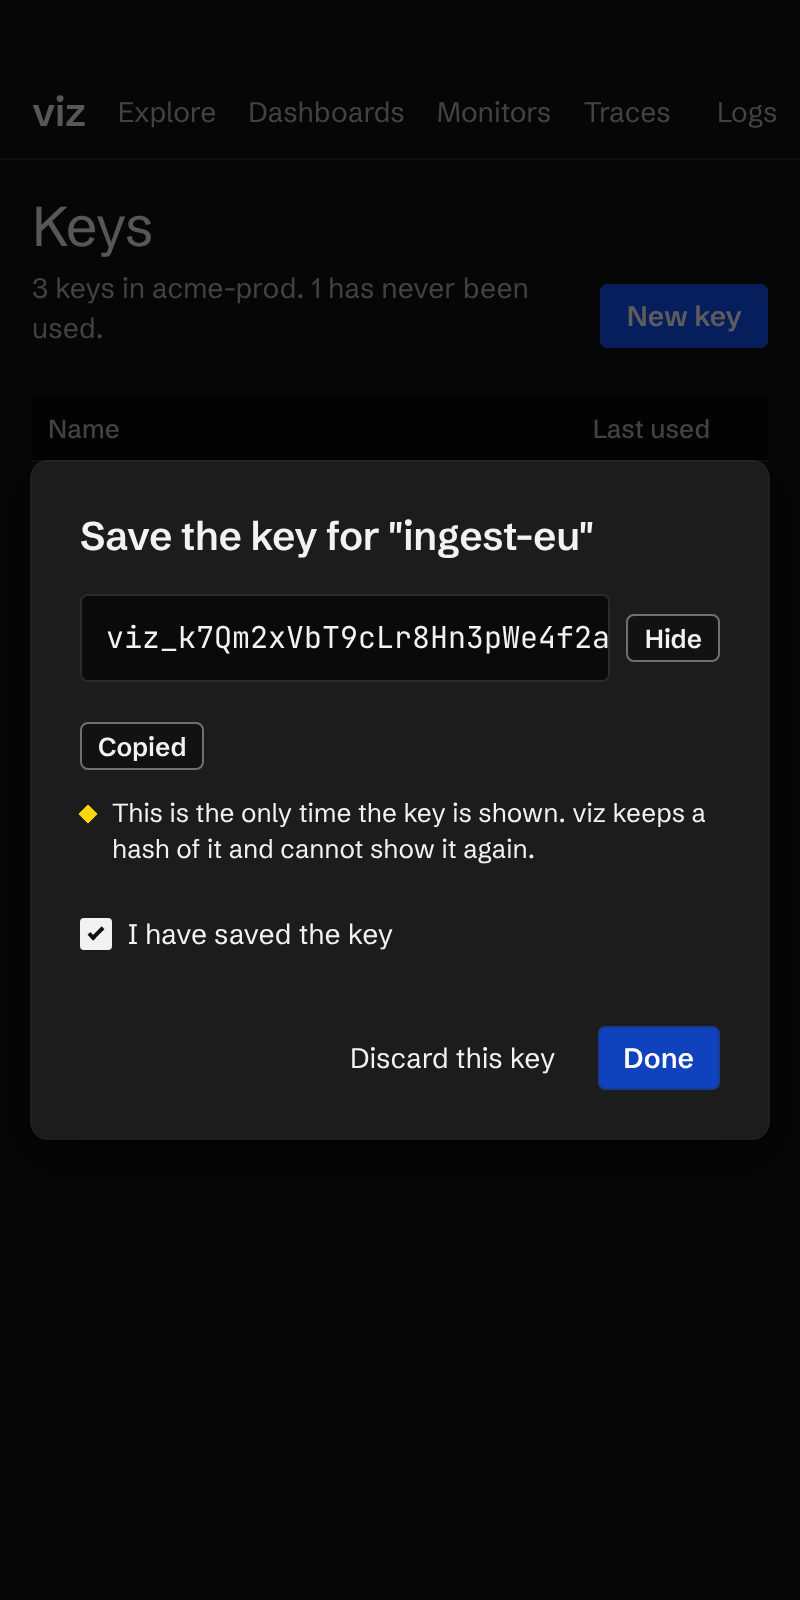 viz Explore Dashboards Monitors Traces Logs
Keys
3 keys in acme-prod. 1 has never been
used.
New key
Name Last used
Save the key for "ingest-eu"
viz_k7Qm2xVbT9cLr8Hn3pWe4f2a
Hide
Copied
This is the only time the key is shown. viz keeps a
hash of it and cannot show it again.
I have saved the key
Discard this key Done